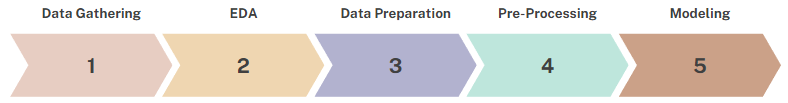 Data Gathering EDA Data Preparation Pre-Processing Modeling
1 2 3 4 5